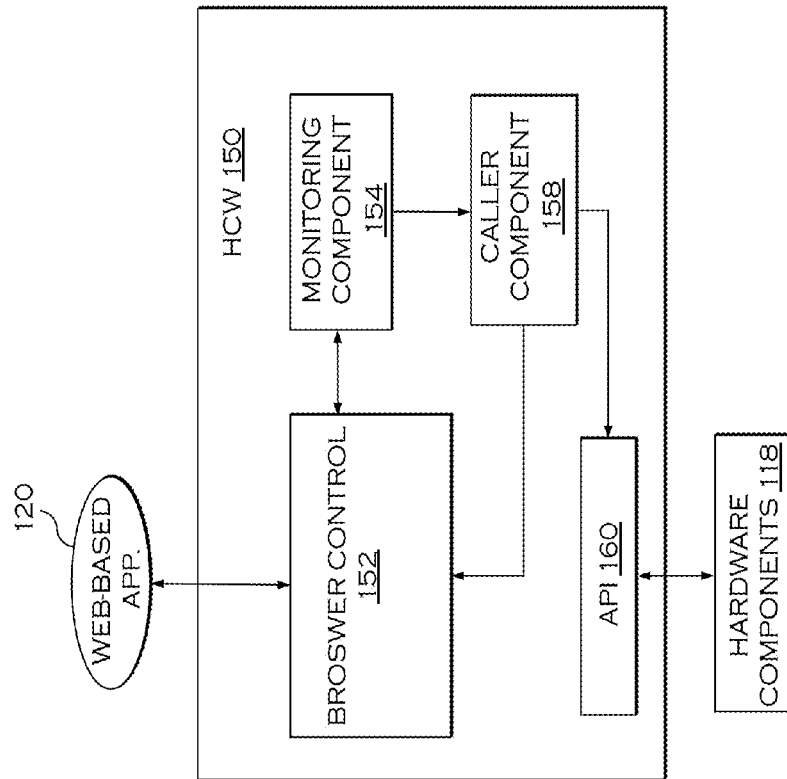 120
WEB-BASED
APP.
HCW 150
BROSWER CONTROL
152
MONITORING
COMPONENT
154
CALLER
COMPONENT
158
API 160
HARDWARE
COMPONENTS 118